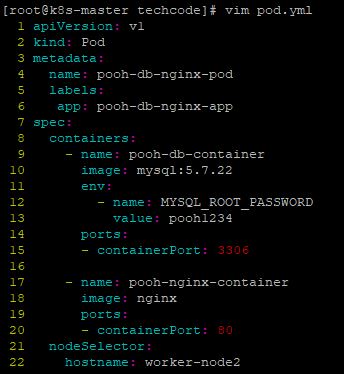 [root@k8s-master techcode]# vim pod.yml
1 apiVersion: v1
2 kind: Pod
3 metadata:
4   name: pooh-db-nginx-pod
5   labels:
6    app: pooh-db-nginx-app
7 spec:
8   containers:
9     - name: pooh-db-container
10       image: mysql:5.7.22
11       env:
12         - name: MYSQL_ROOT_PASSWORD
13           value: pooh1234
14       ports:
15       - containerPort: 3306
16
17     - name: pooh-nginx-container
18       image: nginx
19       ports:
20       - containerPort: 80
21   nodeSelector:
22     hostname: worker-node2